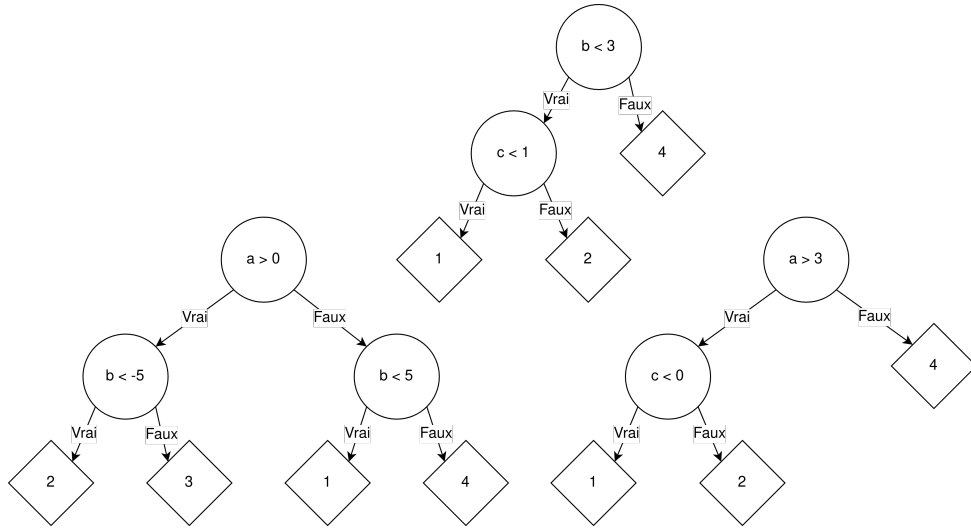 b < 3
Vrai
Faux
c < 1
4
Vrai
Faux
1
2
a > 0
Vrai
Faux
b < -5
b < 5
Vrai
Faux
Vrai
Faux
2
3
1
4
a > 3
Vrai
Faux
c < 0
4
Vrai
Faux
1
2